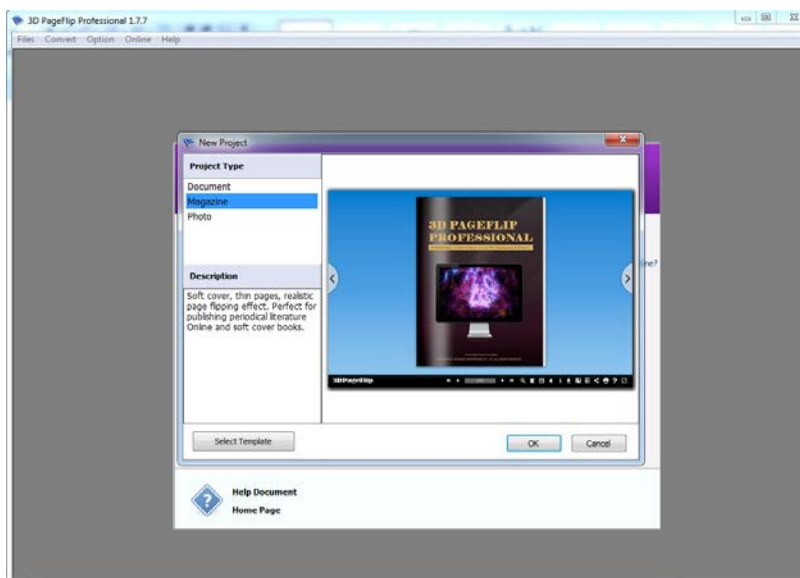 3D PageFlip Professional 1.7.7
Files Convert Option Online Help
New Project
Project Type
Document
Magazine
Photo
Description
Soft cover, thin pages, realistic
page flipping effect. Perfect for
publishing periodical literature
Online and soft cover books.
3D PAGEFLIP
PROFESSIONAL
3DPageFlip
line?
Select Template
OK
Cancel
Help Document
Home Page